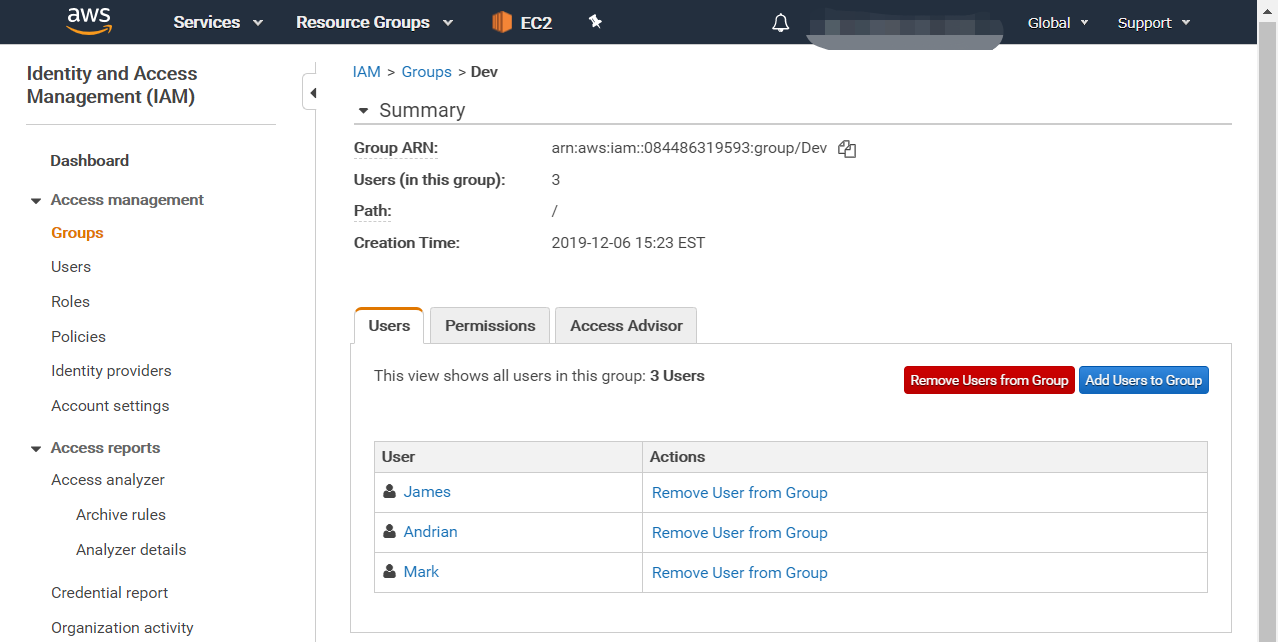 aws Services Resource Groups EC2 Global Support
Identity and Access
Management (IAM)
Dashboard
Access management
Groups
Users
Roles
Policies
Identity providers
Account settings
Access reports
Access analyzer
Archive rules
Analyzer details
Credential report
Organization activity
IAM > Groups > Dev
Summary
Group ARN: arn:aws:iam::084486319593:group/Dev
Users (in this group): 3
Path: /
Creation Time: 2019-12-06 15:23 EST
Users Permissions Access Advisor
This view shows all users in this group: 3 Users Remove Users from Group Add Users to Group
User Actions
James Remove User from Group
Andrian Remove User from Group
Mark Remove User from Group